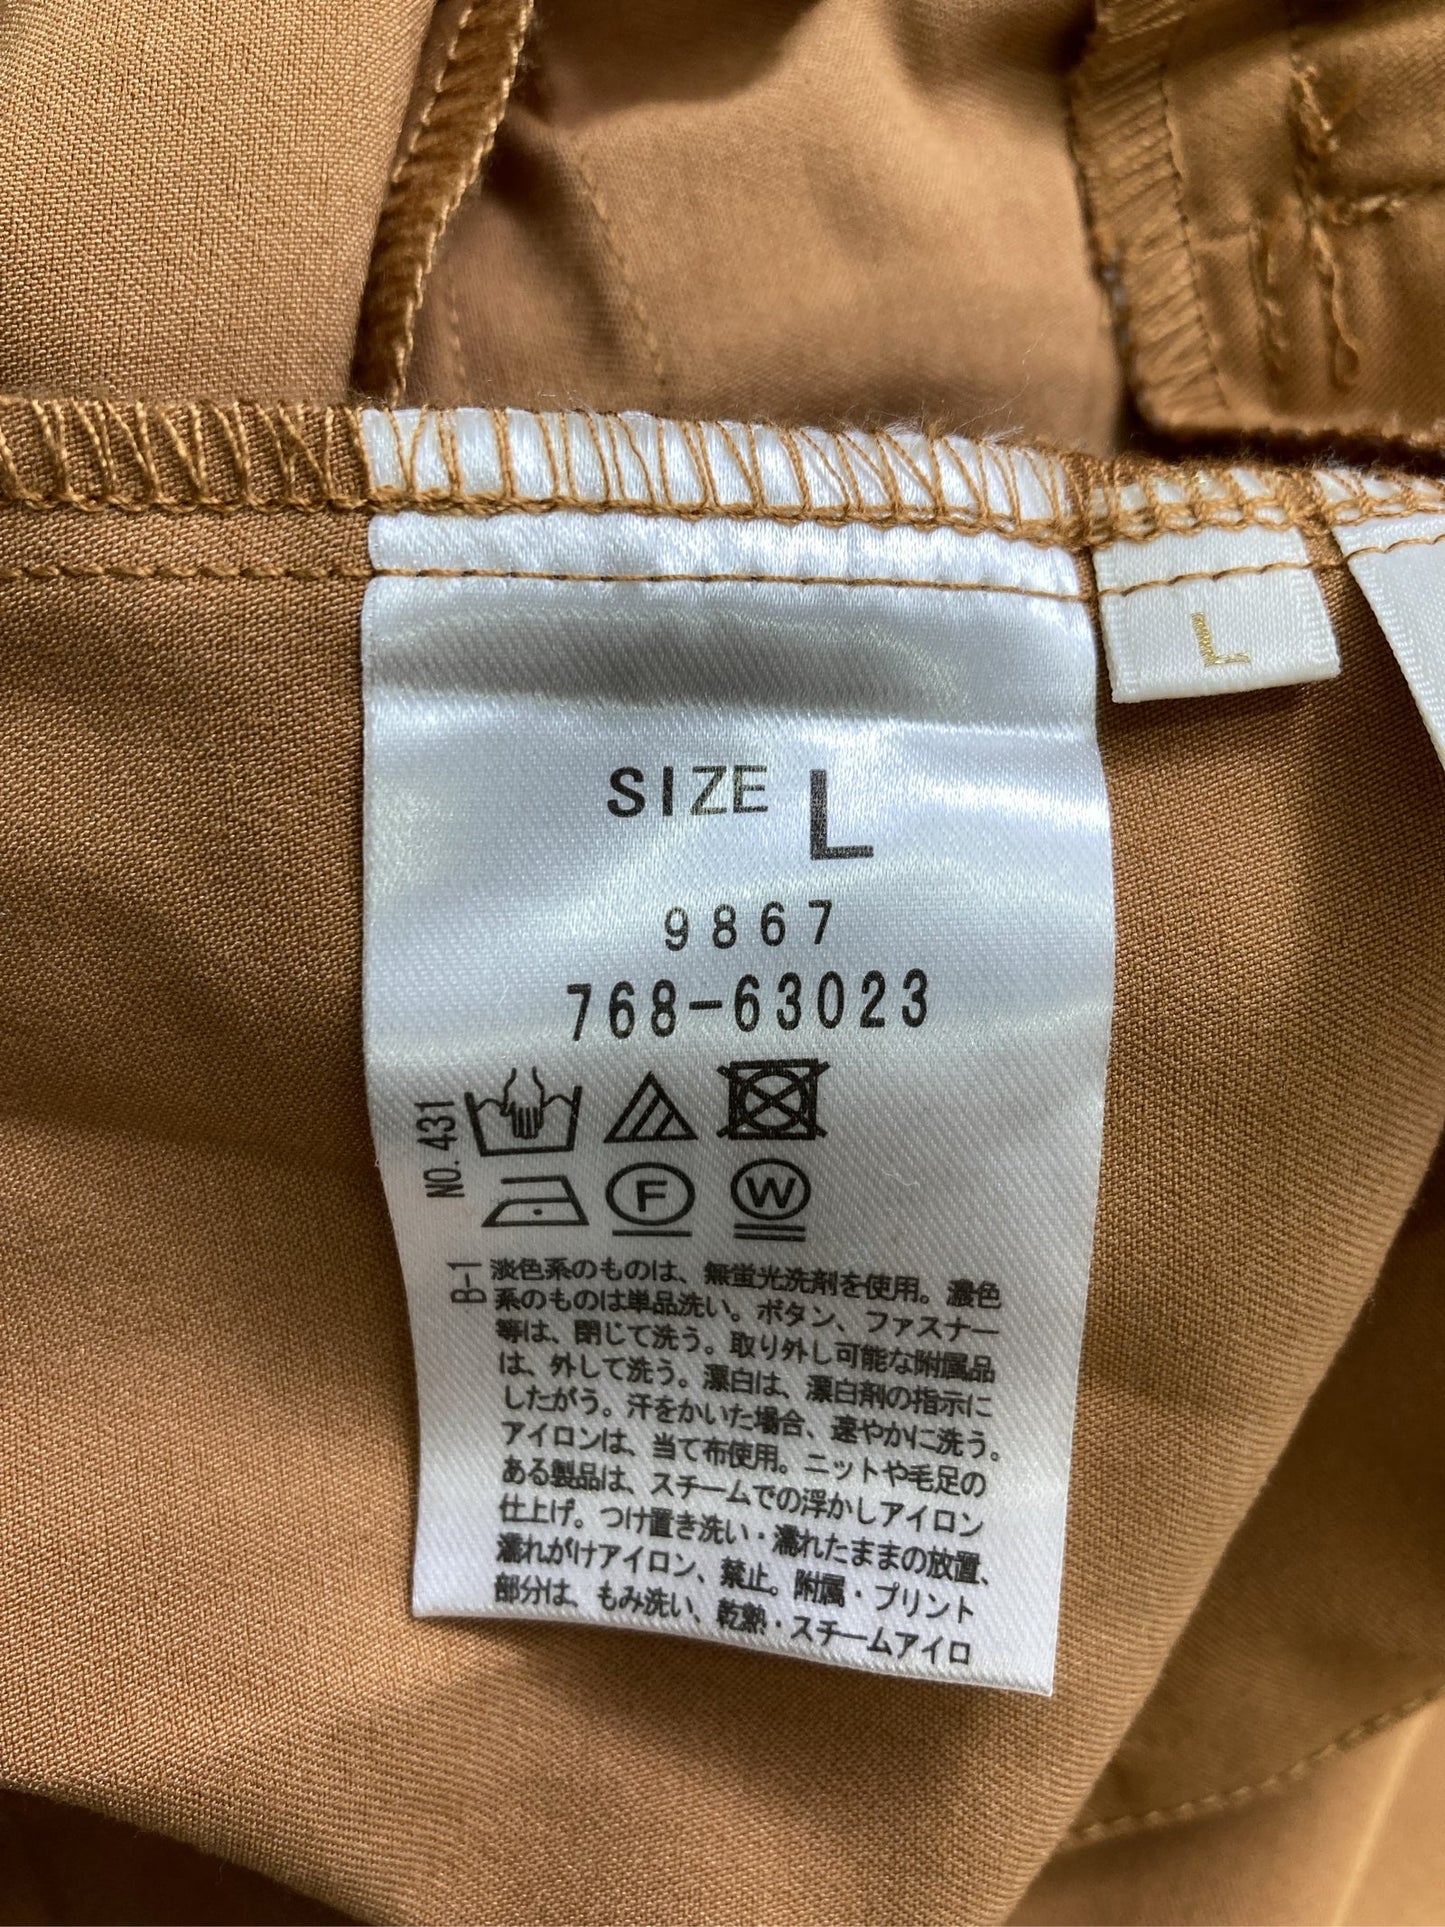 L
SIZE L
9867
768-63023
NO. 431
F
W
B-1
淡色系のものは、無蛍光洗剤を使用。濃色
系のものは単品洗い。ボタン、ファスナー
等は、閉じて洗う。取り外し可能な附属品
は、外して洗う。漂白は、漂白剤の指示に
したがう。汗をかいた場合、速やかに洗う。
アイロンは、当て布使用。ニットや毛足の
ある製品は、スチームでの浮かしアイロン
仕上げ。つけ置き洗い・濡れたままの放置、
濡れがけアイロン、禁止。附属・プリント
部分は、もみ洗い、乾熱・スチームアイロ